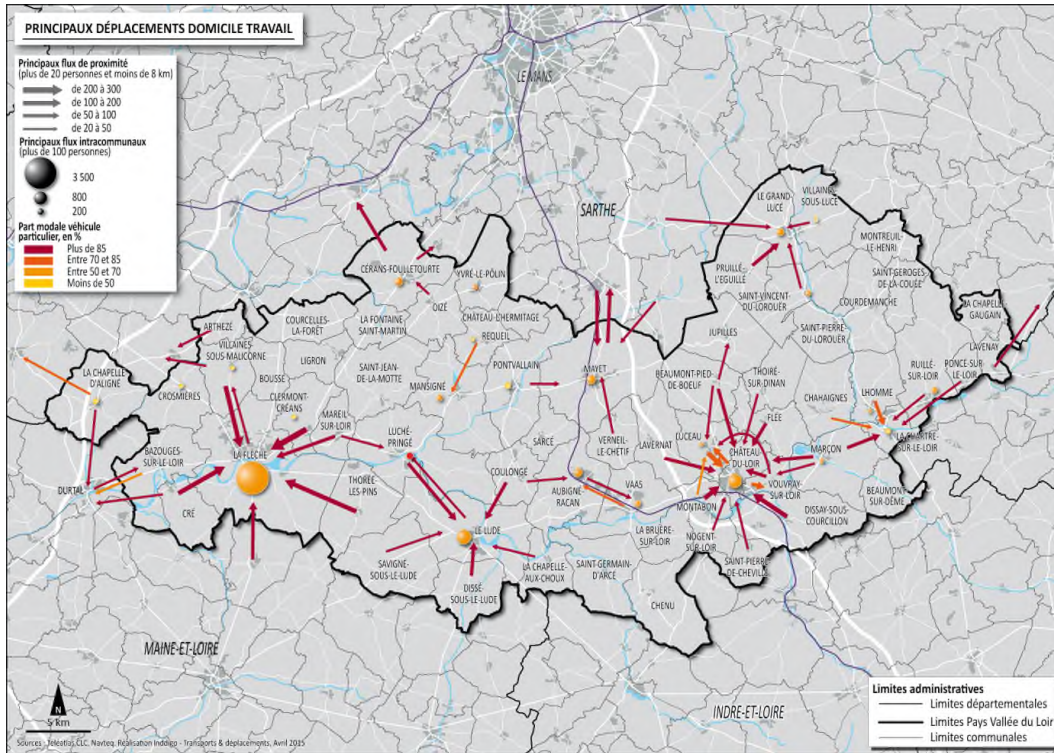 PRINCIPAUX DÉPLACEMENTS DOMICILE TRAVAIL
Principaux flux de proximité
(plus de 20 personnes et moins de 8 km)
de 200 à 300
de 100 à 200
de 50 à 100
de 20 à 50
Principaux flux intracommunaux
(plus de 100 personnes)
3 500
800
200
Part modale véhicule
particulier, en %
Plus de 85
Entre 70 et 85
Entre 50 et 70
Moins de 50
LE MANS
SARTHE
LE GRAND-
LUCÉ
VILLAINES-
SOUS-LUCÉ
MONTREUIL-
LE-HENRI
SAINT-GEROGES-
DE-LA-COUÉE
PRUILLÉ-
L'EGUILLÉ
SAINT-VINCENT-
DU-LOROUER
COURDEMANCHE
SAINT-PIERRE-
DU-LOROUER
LA CHAPELLE-
GAUGAIN
LAVENAY
PONCÉ-SUR-
LE-LOIR
RUILLÉ-
SUR-LOIR
LHOMME
CHAHAIGNES
LA CHARTRE-
SUR-LE-LOIR
BEAUMONT-
SUR-DÊME
MARÇON
CÉRANS-FOUILLETOURTE
YVRÉ-LE-PÔLIN
OIZÉ
LA FONTAINE-
SAINT-MARTIN
CHÂTEAU-L'HERMITAGE
REQUEIL
COURCELLES-
LA-FORÊT
ARTHEZÉ
VILLAINES-
SOUS-MALICORNE
LIGRON
BOUSSE
SAINT-JEAN-
DE-LA-MOTTE
MANSIGNÉ
PONTVALLAIN
MAYET
JUPILLES
BEAUMONT-PIED-
DE-BOEUF
THOIRÉ-
SUR-DINAN
FLÉE
LA CHAPELLE
D'ALIGNÉ
CROSMIÈRES
CLERMONT-
CRÉANS
MAREIL
SUR-LOIR
LUCHÉ-
PRINGÉ
SARCÉ
VERNEIL-
LE-CHÉTIF
LAVERNAT
LUCEAU
CHÂTEAU-
DU-LOIR
VOUVRAY-
SUR-LOIR
DISSAY-SOUS-
COURCILLON
BAZOUGES-
SUR-LE-LOIR
LA FLÈCHE
DURTAL
CRÉ
THORÉE-
LES-PINS
COULONGÉ
AUBIGNÉ-
RACAN
VAAS
MONTABON
NOGENT-
SUR-LOIR
SAINT-PIERRE-
DE-CHEVILLÉ
LA BRUÈRE-
SUR-LOIR
LE LUDE
SAVIGNÉ-
SOUS-LE-LUDE
DISSÉ-
SOUS-LE-LUDE
LA CHAPELLE-
AUX-CHOUX
SAINT-GERMAIN-
D'ARCÉ
CHENU
MAINE-ET-LOIRE
INDRE-ET-LOIRE
N
5 km
Sources : Teleatlas CLC, Navteq. Réalisation Inddigo - Transports & déplacements, Avril 2015
Limites administratives
Limites départementales
Limites Pays Vallée du Loir
Limites communales